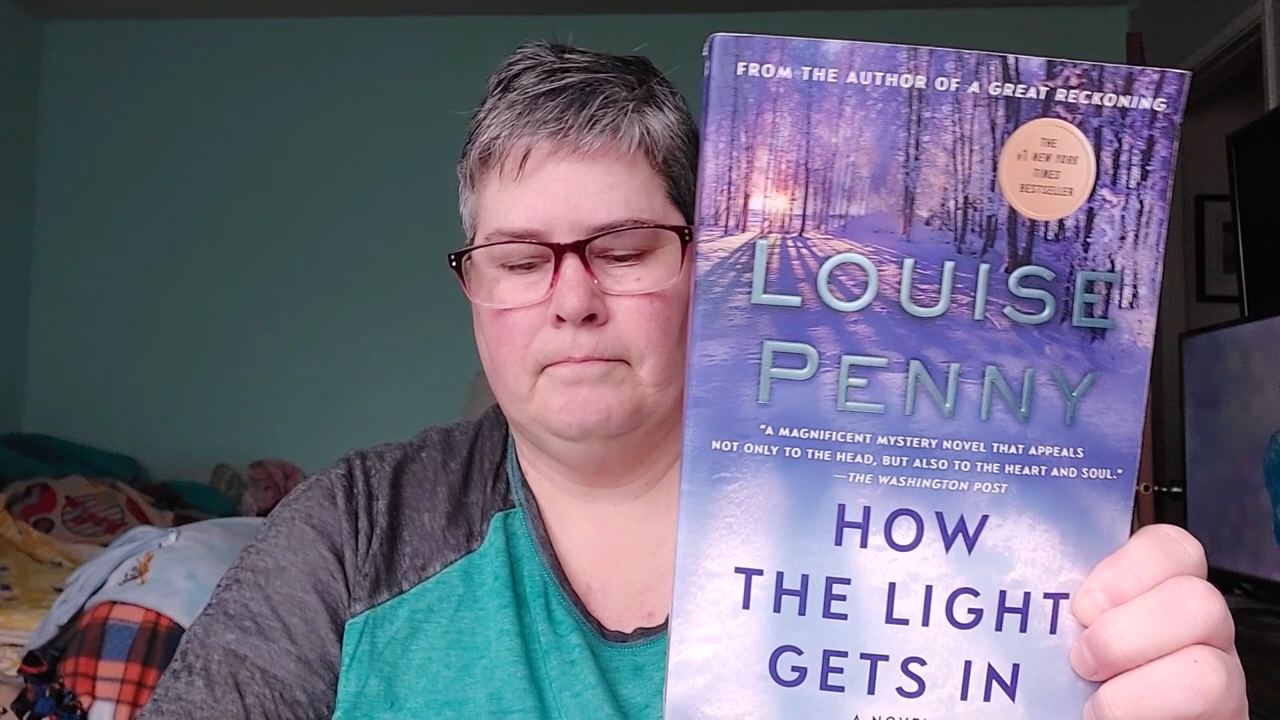 FROM THE AUTHOR OF A GREAT RECKONING
THE
#1 NEW YORK
TIMES
BESTSELLER
LOUISE
PENNY
"A MAGNIFICENT MYSTERY NOVEL THAT APPEALS
NOT ONLY TO THE HEAD, BUT ALSO TO THE HEART AND SOUL."
—THE WASHINGTON POST
HOW
THE LIGHT
GETS IN
A NOVEL